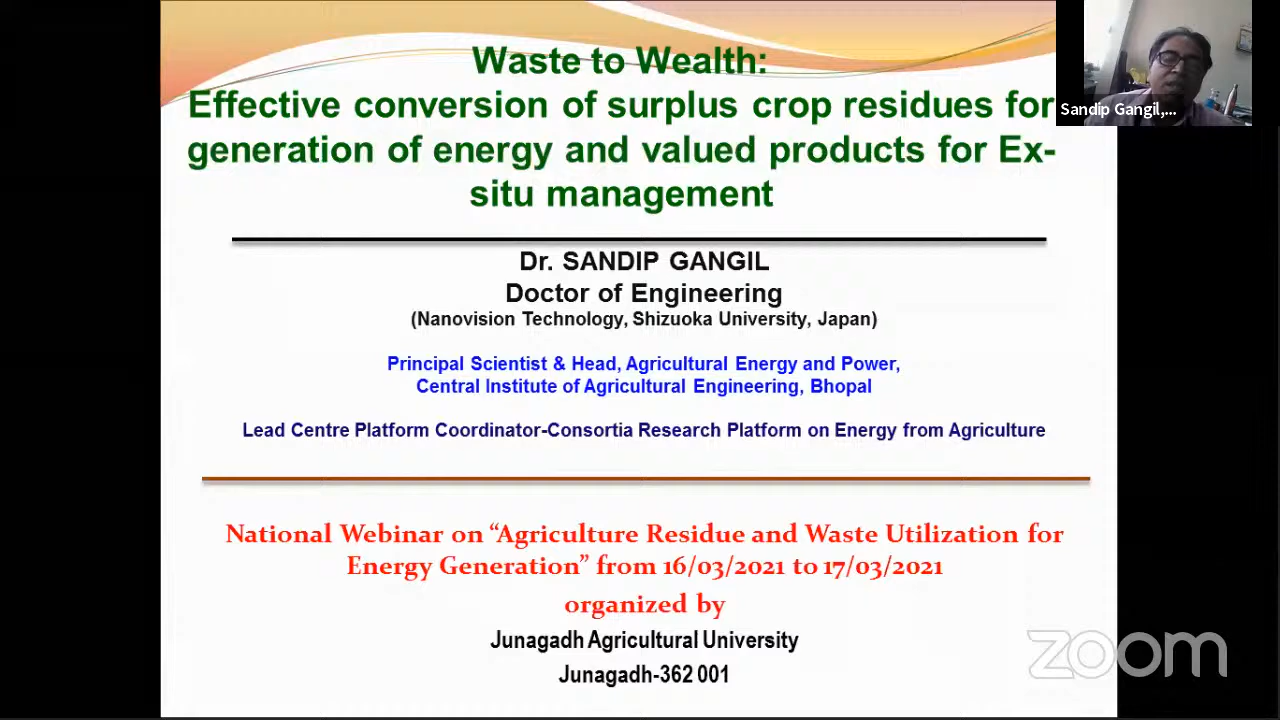 Waste to Wealth:
Effective conversion of surplus crop residues for
generation of energy and valued products for Ex-
situ management
Sandip Gangil,...
Dr. SANDIP GANGIL
Doctor of Engineering
(Nanovision Technology, Shizuoka University, Japan)
Principal Scientist & Head, Agricultural Energy and Power,
Central Institute of Agricultural Engineering, Bhopal
Lead Centre Platform Coordinator-Consortia Research Platform on Energy from Agriculture
National Webinar on “Agriculture Residue and Waste Utilization for
Energy Generation” from 16/03/2021 to 17/03/2021
organized by
Junagadh Agricultural University
Junagadh-362 001
zoom